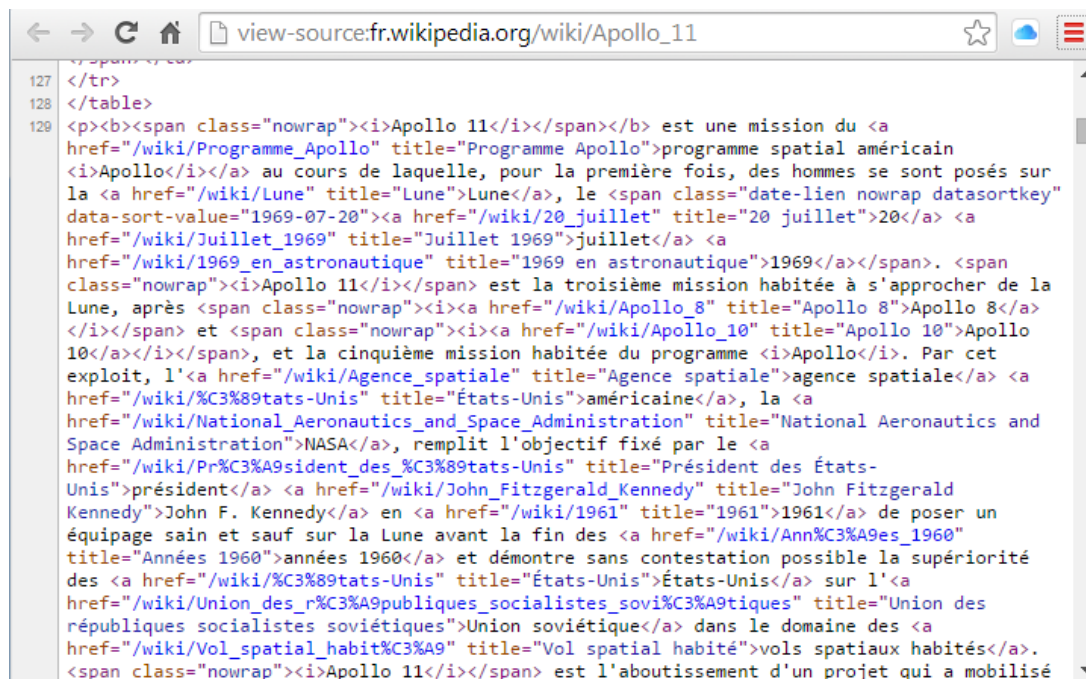 view-source:fr.wikipedia.org/wiki/Apollo_11
127 </tr>
128 </table>
129 <p><b><span class="nowrap"><i>Apollo 11</i></span></b> est une mission du <a
href="/wiki/Programme_Apollo" title="Programme Apollo">programme spatial américain
<i>Apollo</i></a> au cours de laquelle, pour la première fois, des hommes se sont posés sur
la <a href="/wiki/Lune" title="Lune">Lune</a>, le <span class="date-lien nowrap datasortkey"
data-sort-value="1969-07-20"><a href="/wiki/20_juillet" title="20 juillet">20</a> <a
href="/wiki/Juillet_1969" title="Juillet 1969">juillet</a> <a
href="/wiki/1969_en_astronautique" title="1969 en astronautique">1969</a></span>. <span
class="nowrap"><i>Apollo 11</i></span> est la troisième mission habitée à s'approcher de la
Lune, après <span class="nowrap"><i><a href="/wiki/Apollo_8" title="Apollo 8">Apollo 8</a>
</i></span> et <span class="nowrap"><i><a href="/wiki/Apollo_10" title="Apollo 10">Apollo
10</a></i></span>, et la cinquième mission habitée du programme <i>Apollo</i>. Par cet
exploit, l'<a href="/wiki/Agence_spatiale" title="Agence spatiale">agence spatiale</a> <a
href="/wiki/%C3%89tats-Unis" title="États-Unis">américaine</a>, la <a
href="/wiki/National_Aeronautics_and_Space_Administration" title="National Aeronautics and
Space Administration">NASA</a>, remplit l'objectif fixé par le <a
href="/wiki/Pr%C3%A9sident_des_%C3%89tats-Unis" title="Président des États-
Unis">président</a> <a href="/wiki/John_Fitzgerald_Kennedy" title="John Fitzgerald
Kennedy">John F. Kennedy</a> en <a href="/wiki/1961" title="1961">1961</a> de poser un
équipage sain et sauf sur la Lune avant la fin des <a href="/wiki/Ann%C3%A9es_1960"
title="Années 1960">années 1960</a> et démontre sans contestation possible la supériorité
des <a href="/wiki/%C3%89tats-Unis" title="États-Unis">États-Unis</a> sur l'<a
href="/wiki/Union_des_r%C3%A9publiques_socialistes_sovi%C3%A9tiques" title="Union des
républiques socialistes soviétiques">Union soviétique</a> dans le domaine des <a
href="/wiki/Vol_spatial_habit%C3%A9" title="Vol spatial habité">vols spatiaux habités</a>.
<span class="nowrap"><i>Apollo 11</i></span> est l'aboutissement d'un projet qui a mobilisé